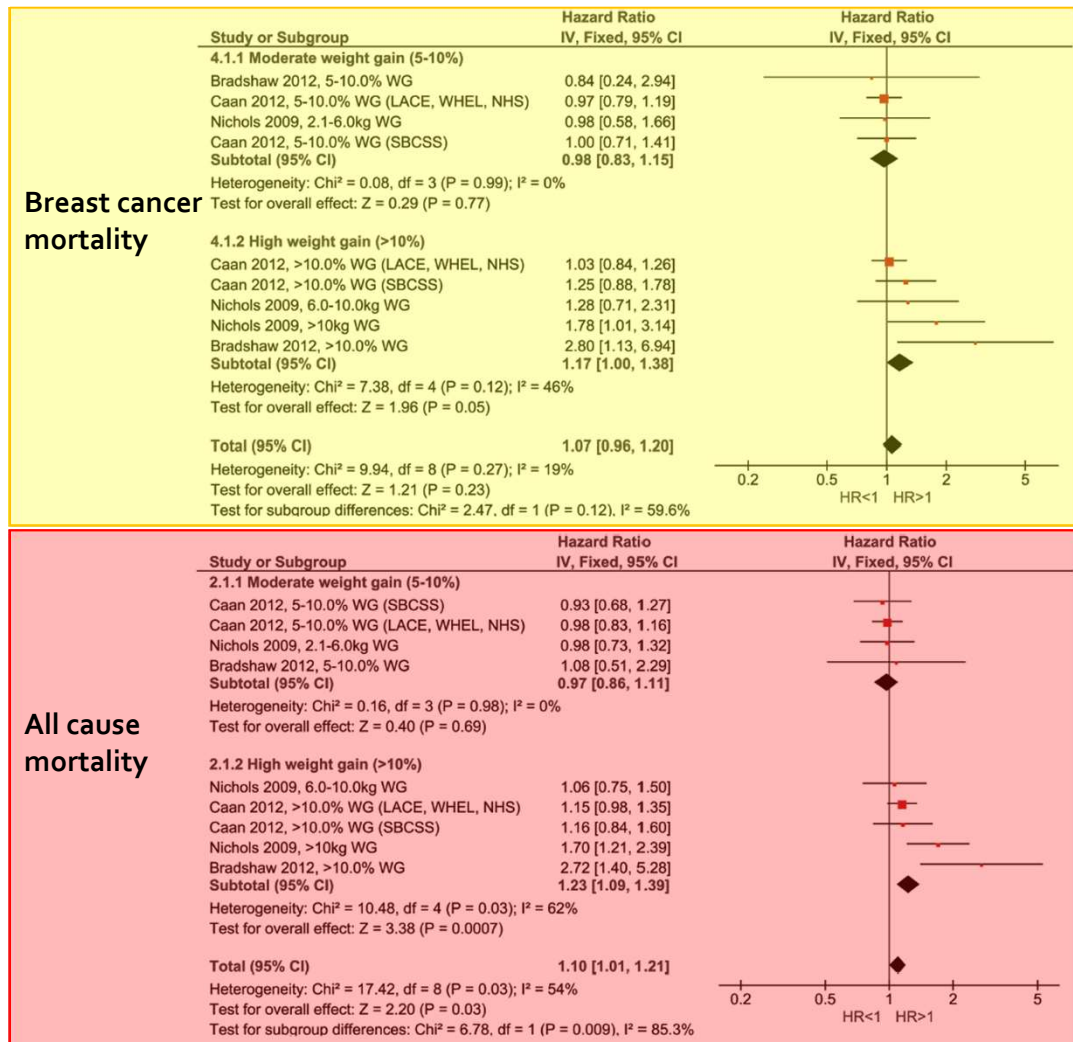 Hazard Ratio Hazard Ratio
Study or Subgroup IV, Fixed, 95% CI IV, Fixed, 95% CI
4.1.1 Moderate weight gain (5-10%)
Bradshaw 2012, 5-10.0% WG 0.84 [0.24, 2.94]
Caan 2012, 5-10.0% WG (LACE, WHEL, NHS) 0.97 [0.79, 1.19]
Nichols 2009, 2.1-6.0kg WG 0.98 [0.58, 1.66]
Caan 2012, 5-10.0% WG (SBCSS) 1.00 [0.71, 1.41]
Subtotal (95% CI) 0.98 [0.83, 1.15]
Heterogeneity: Chi² = 0.08, df = 3 (P = 0.99); I² = 0%
Test for overall effect: Z = 0.29 (P = 0.77)
Breast cancer
mortality
4.1.2 High weight gain (>10%)
Caan 2012, >10.0% WG (LACE, WHEL, NHS) 1.03 [0.84, 1.26]
Caan 2012, >10.0% WG (SBCSS) 1.25 [0.88, 1.78]
Nichols 2009, 6.0-10.0kg WG 1.28 [0.71, 2.31]
Nichols 2009, >10kg WG 1.78 [1.01, 3.14]
Bradshaw 2012, >10.0% WG 2.80 [1.13, 6.94]
Subtotal (95% CI) 1.17 [1.00, 1.38]
Heterogeneity: Chi² = 7.38, df = 4 (P = 0.12); I² = 46%
Test for overall effect: Z = 1.96 (P = 0.05)
Total (95% CI) 1.07 [0.96, 1.20]
Heterogeneity: Chi² = 9.94, df = 8 (P = 0.27); I² = 19%
Test for overall effect: Z = 1.21 (P = 0.23)
Test for subgroup differences: Chi² = 2.47, df = 1 (P = 0.12), I² = 59.6%
0.2 0.5 1 2 5
HR<1 HR>1
Hazard Ratio Hazard Ratio
Study or Subgroup IV, Fixed, 95% CI IV, Fixed, 95% CI
2.1.1 Moderate weight gain (5-10%)
Caan 2012, 5-10.0% WG (SBCSS) 0.93 [0.68, 1.27]
Caan 2012, 5-10.0% WG (LACE, WHEL, NHS) 0.98 [0.83, 1.16]
Nichols 2009, 2.1-6.0kg WG 0.98 [0.73, 1.32]
Bradshaw 2012, 5-10.0% WG 1.08 [0.51, 2.29]
Subtotal (95% CI) 0.97 [0.86, 1.11]
Heterogeneity: Chi² = 0.16, df = 3 (P = 0.98); I² = 0%
Test for overall effect: Z = 0.40 (P = 0.69)
All cause
mortality
2.1.2 High weight gain (>10%)
Nichols 2009, 6.0-10.0kg WG 1.06 [0.75, 1.50]
Caan 2012, >10.0% WG (LACE, WHEL, NHS) 1.15 [0.98, 1.35]
Caan 2012, >10.0% WG (SBCSS) 1.16 [0.84, 1.60]
Nichols 2009, >10kg WG 1.70 [1.21, 2.39]
Bradshaw 2012, >10.0% WG 2.72 [1.40, 5.28]
Subtotal (95% CI) 1.23 [1.09, 1.39]
Heterogeneity: Chi² = 10.48, df = 4 (P = 0.03); I² = 62%
Test for overall effect: Z = 3.38 (P = 0.0007)
Total (95% CI) 1.10 [1.01, 1.21]
Heterogeneity: Chi² = 17.42, df = 8 (P = 0.03); I² = 54%
Test for overall effect: Z = 2.20 (P = 0.03)
Test for subgroup differences: Chi² = 6.78, df = 1 (P = 0.009), I² = 85.3%
0.2 0.5 1 2 5
HR<1 HR>1